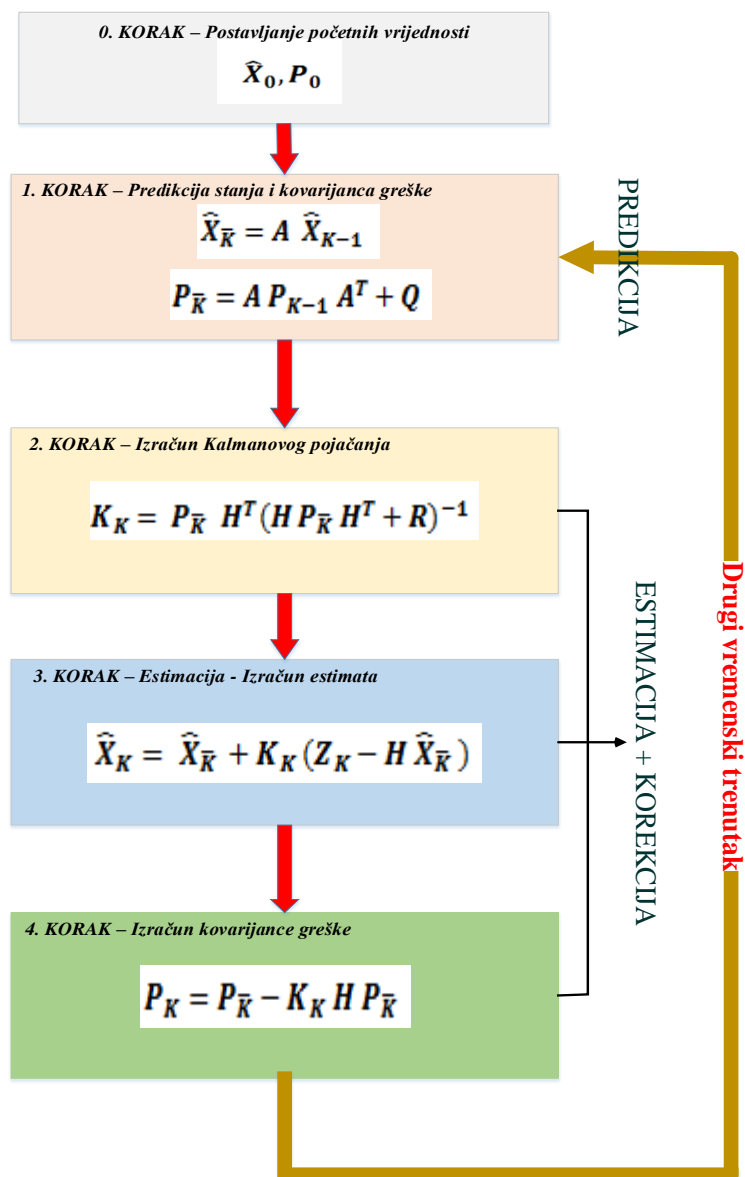 0. KORAK – Postavljanje početnih vrijednosti
X̂₀, P₀
1. KORAK – Predikcija stanja i kovarijanca greške
X̂_K̄ = A X̂_{K−1}
P_K̄ = A P_{K−1} Aᵀ + Q
PREDIKCIJA
2. KORAK – Izračun Kalmanovog pojačanja
K_K = P_K̄ Hᵀ(H P_K̄ Hᵀ + R)⁻¹
3. KORAK – Estimacija - Izračun estimata
X̂_K = X̂_K̄ + K_K (Z_K − H X̂_K̄ )
ESTIMACIJA + KOREKCIJA
Drugi vremenski trenutak
4. KORAK – Izračun kovarijance greške
P_K = P_K̄ − K_K H P_K̄